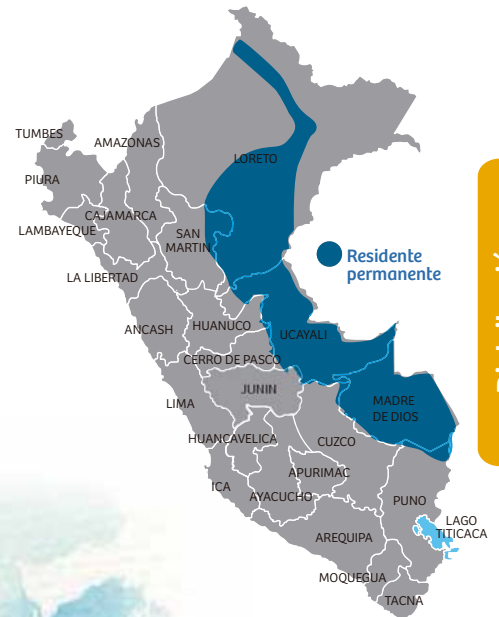 TUMBES
AMAZONAS
LORETO
PIURA
CAJAMARCA
LAMBAYEQUE
SAN
MARTIN
Residente
permanente
LA LIBERTAD
ANCASH
HUANUCO
UCAYALI
CERRO DE PASCO
JUNIN
LIMA
MADRE
DE DIOS
HUANCAVELICA
CUZCO
APURIMAC
ICA
AYACUCHO
PUNO
LAGO
TITICACA
AREQUIPA
MOQUEGUA
TACNA